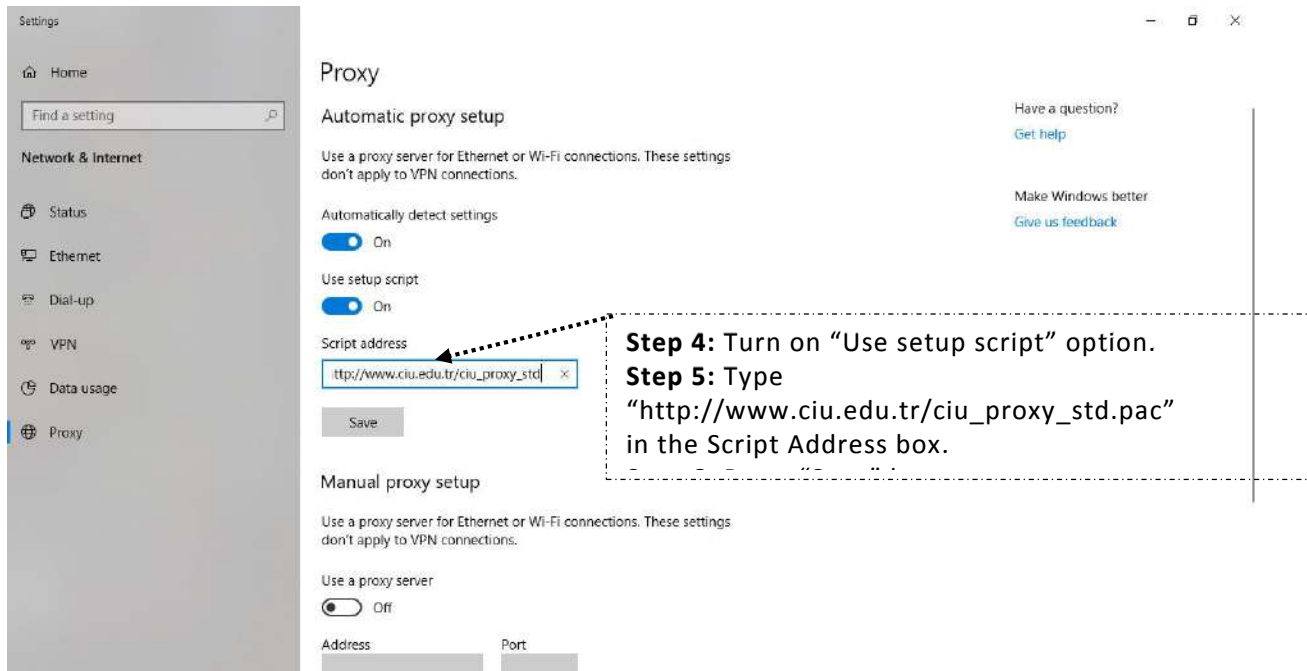 Settings
Home
Find a setting
Network & Internet
Status
Ethernet
Dial-up
VPN
Data usage
Proxy
Proxy
Automatic proxy setup
Use a proxy server for Ethernet or Wi-Fi connections. These settings
don't apply to VPN connections.
Automatically detect settings
On
Use setup script
On
Script address
ttp://www.ciu.edu.tr/ciu_proxy_std
Save
Manual proxy setup
Use a proxy server for Ethernet or Wi-Fi connections. These settings
don't apply to VPN connections.
Use a proxy server
Off
Address Port
Have a question?
Get help
Make Windows better
Give us feedback
Step 4: Turn on “Use setup script” option.
Step 5: Type
“http://www.ciu.edu.tr/ciu_proxy_std.pac”
in the Script Address box.